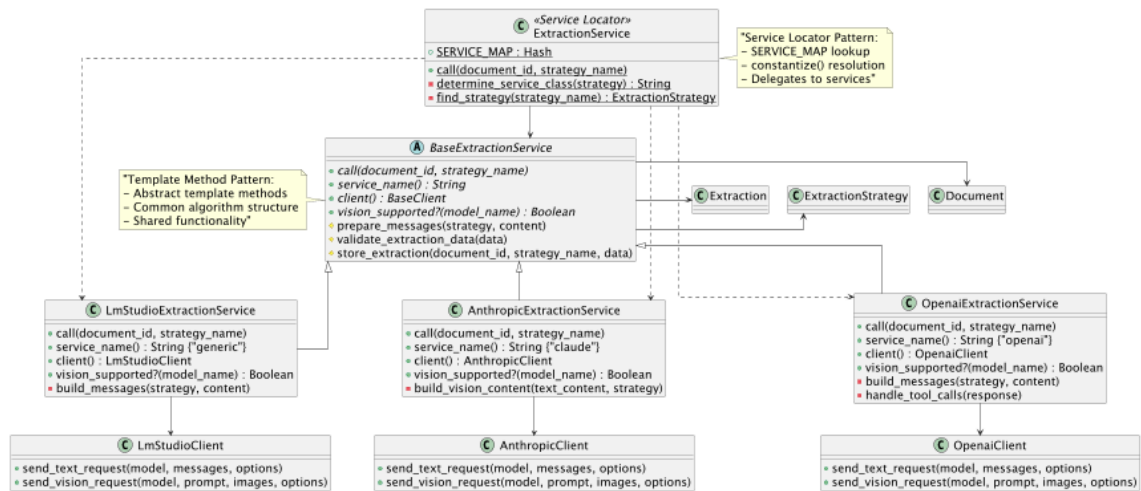 «Service Locator»
C ExtractionService
SERVICE_MAP : Hash
call(document_id, strategy_name)
determine_service_class(strategy) : String
find_strategy(strategy_name) : ExtractionStrategy
"Service Locator Pattern:
- SERVICE_MAP lookup
- constantize() resolution
- Delegates to services"
A BaseExtractionService
call(document_id, strategy_name)
service_name() : String
client() : BaseClient
vision_supported?(model_name) : Boolean
prepare_messages(strategy, content)
validate_extraction_data(data)
store_extraction(document_id, strategy_name, data)
"Template Method Pattern:
- Abstract template methods
- Common algorithm structure
- Shared functionality"
C Extraction
C ExtractionStrategy
C Document
C LmStudioExtractionService
call(document_id, strategy_name)
service_name() : String {"generic"}
client() : LmStudioClient
vision_supported?(model_name) : Boolean
build_messages(strategy, content)
C AnthropicExtractionService
call(document_id, strategy_name)
service_name() : String {"claude"}
client() : AnthropicClient
vision_supported?(model_name) : Boolean
build_vision_content(text_content, strategy)
C OpenaiExtractionService
call(document_id, strategy_name)
service_name() : String {"openai"}
client() : OpenaiClient
vision_supported?(model_name) : Boolean
build_messages(strategy, content)
handle_tool_calls(response)
C LmStudioClient
send_text_request(model, messages, options)
send_vision_request(model, prompt, images, options)
C AnthropicClient
send_text_request(model, messages, options)
send_vision_request(model, prompt, images, options)
C OpenaiClient
send_text_request(model, messages, options)
send_vision_request(model, prompt, images, options)